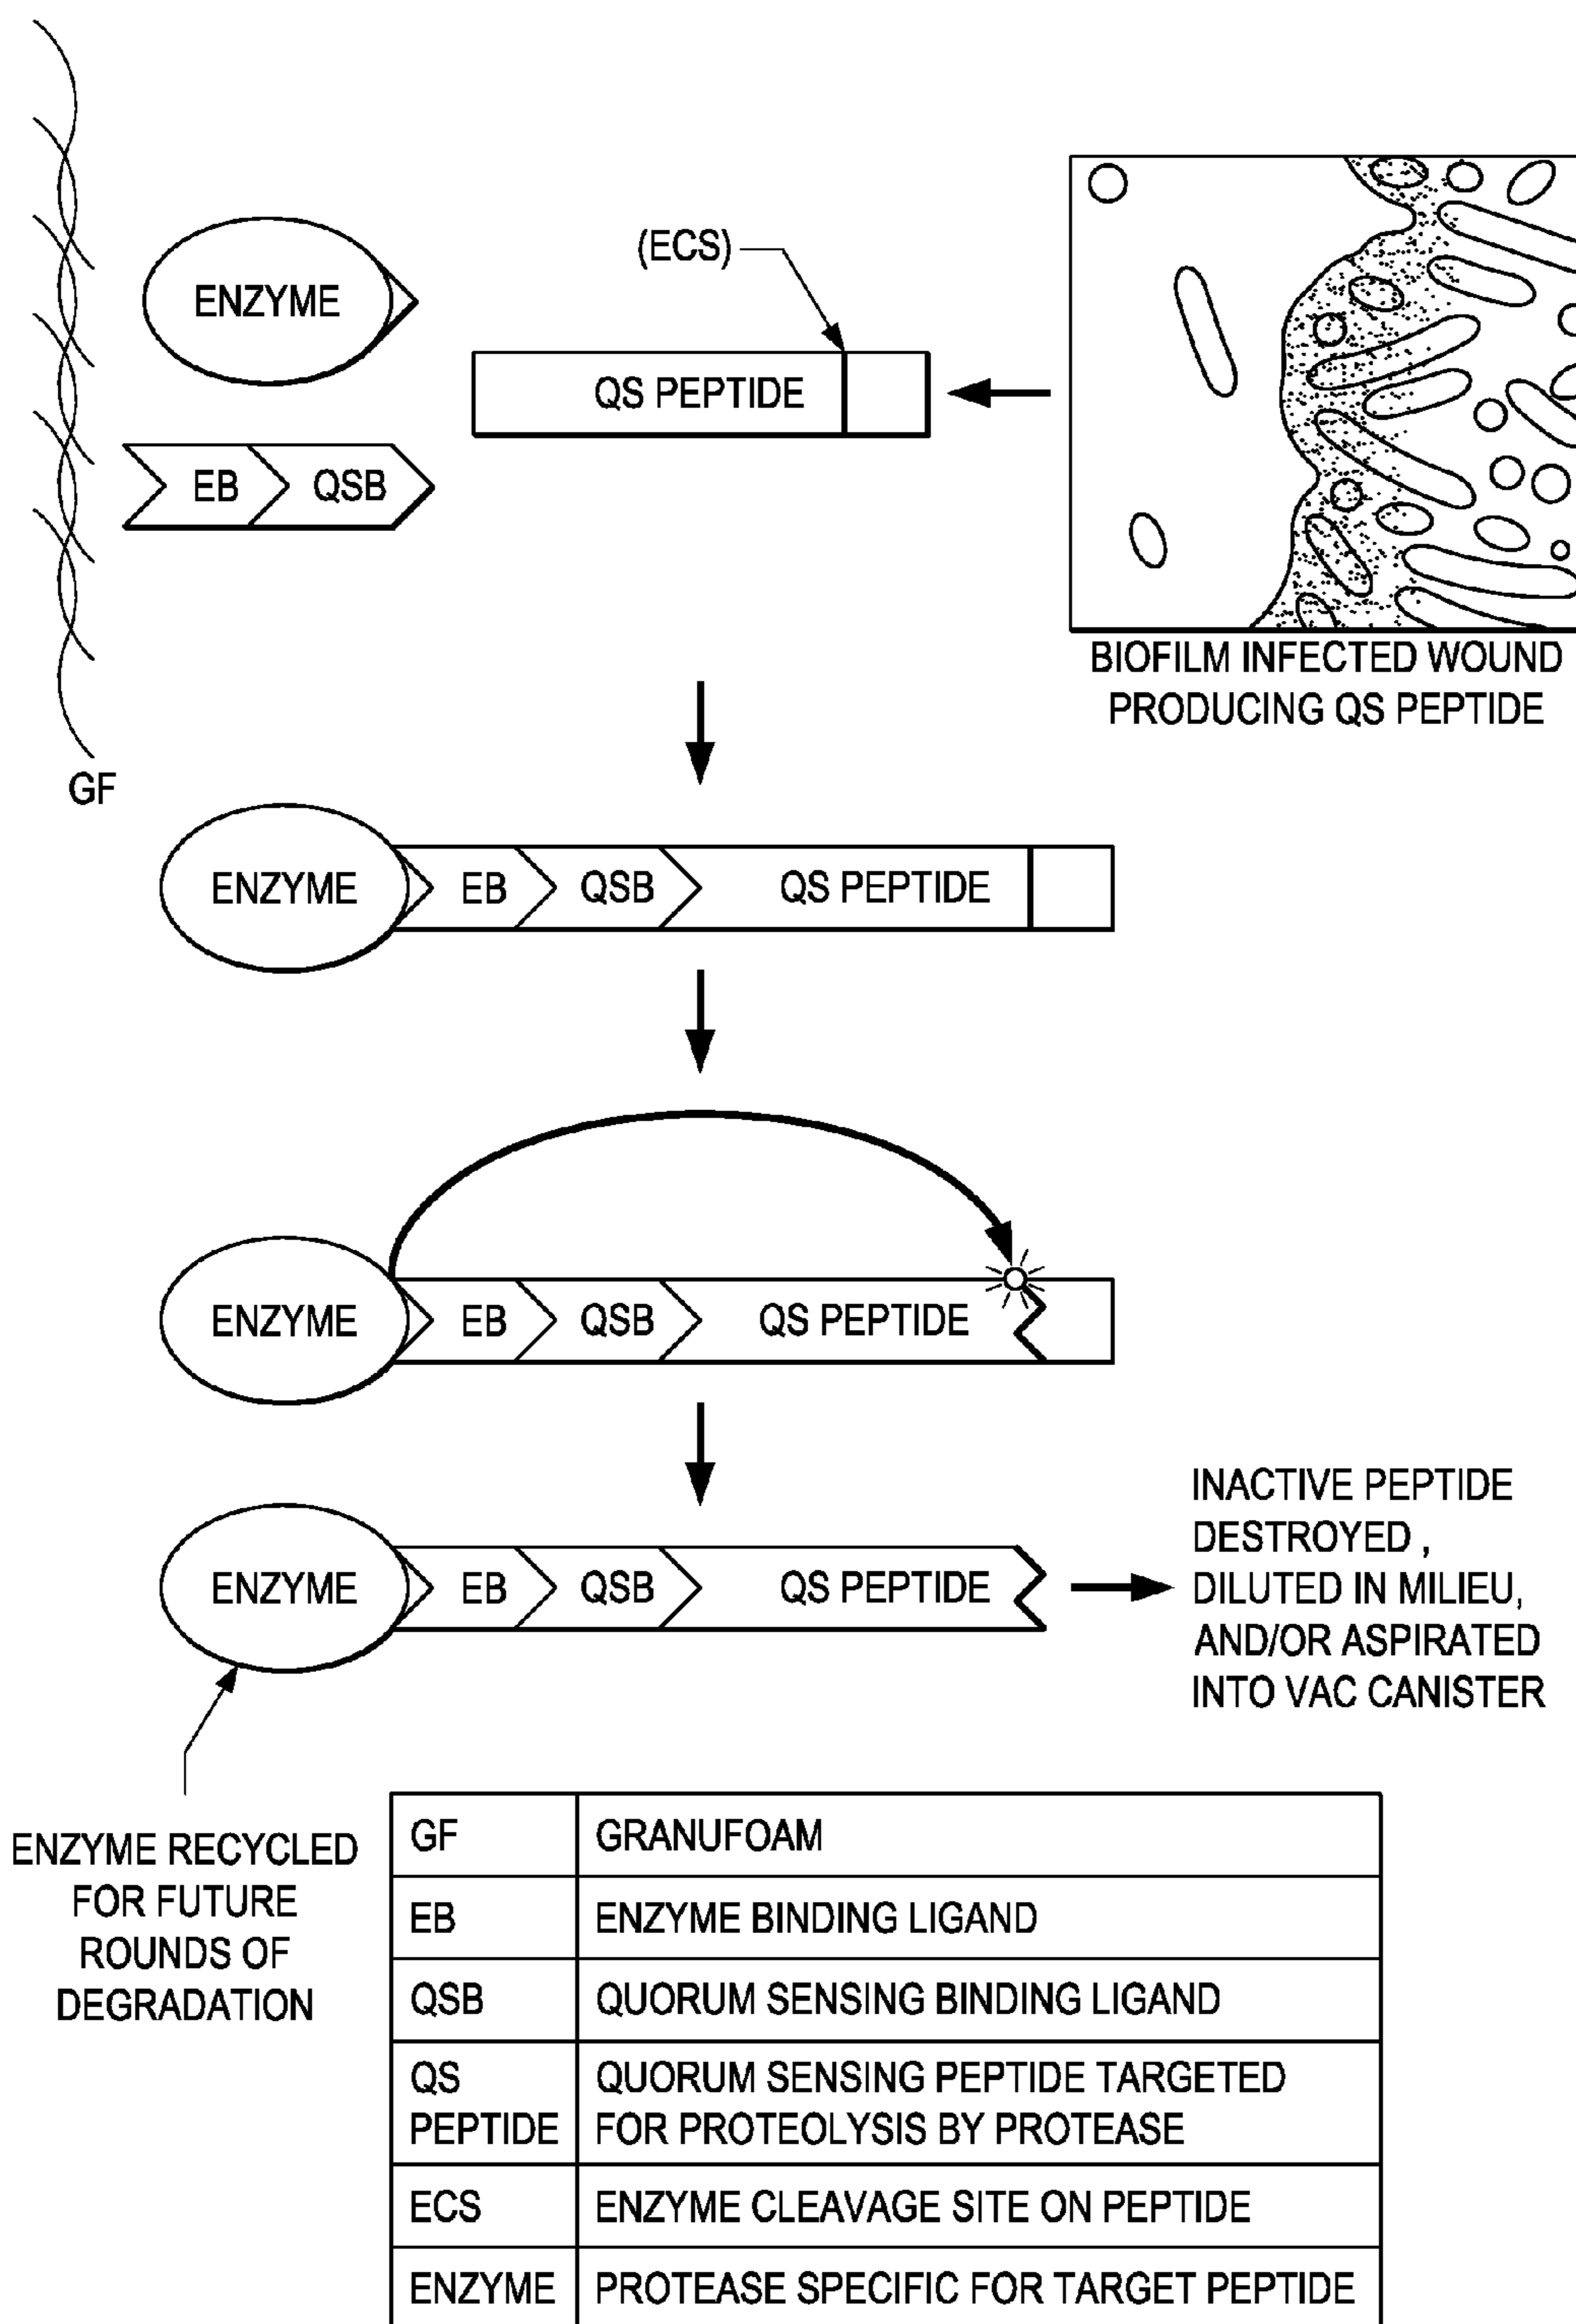 (ECS)
ENZYME
QS PEPTIDE
EB QSB
BIOFILM INFECTED WOUND
PRODUCING QS PEPTIDE
GF
ENZYME EB QSB QS PEPTIDE
ENZYME EB QSB QS PEPTIDE
ENZYME EB QSB QS PEPTIDE
INACTIVE PEPTIDE
DESTROYED ,
DILUTED IN MILIEU,
AND/OR ASPIRATED
INTO VAC CANISTER
ENZYME RECYCLED
FOR FUTURE
ROUNDS OF
DEGRADATION
GF GRANUFOAM
EB ENZYME BINDING LIGAND
QSB QUORUM SENSING BINDING LIGAND
QS QUORUM SENSING PEPTIDE TARGETED
PEPTIDE FOR PROTEOLYSIS BY PROTEASE
ECS ENZYME CLEAVAGE SITE ON PEPTIDE
ENZYME PROTEASE SPECIFIC FOR TARGET PEPTIDE